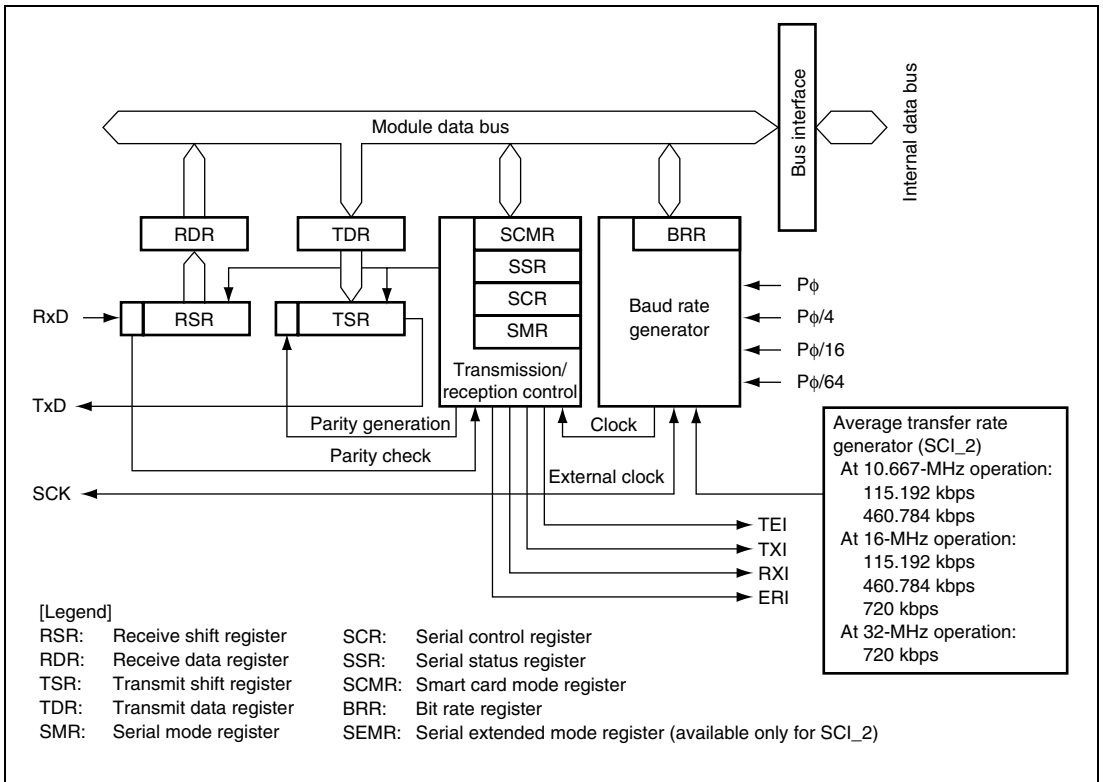 Module data bus
Bus interface
Internal data bus
RDR
TDR
SCMR
BRR
SSR
SCR
SMR
RxD
RSR
TSR
Baud rate
generator
Pϕ
Pϕ/4
Pϕ/16
Pϕ/64
Transmission/
reception control
TxD
Parity generation
Clock
Parity check
External clock
SCK
Average transfer rate
generator (SCI_2)
At 10.667-MHz operation:
115.192 kbps
460.784 kbps
At 16-MHz operation:
115.192 kbps
460.784 kbps
720 kbps
At 32-MHz operation:
720 kbps
TEI
TXI
RXI
ERI
[Legend]
RSR: Receive shift register
RDR: Receive data register
TSR: Transmit shift register
TDR: Transmit data register
SMR: Serial mode register
SCR: Serial control register
SSR: Serial status register
SCMR: Smart card mode register
BRR: Bit rate register
SEMR: Serial extended mode register (available only for SCI_2)